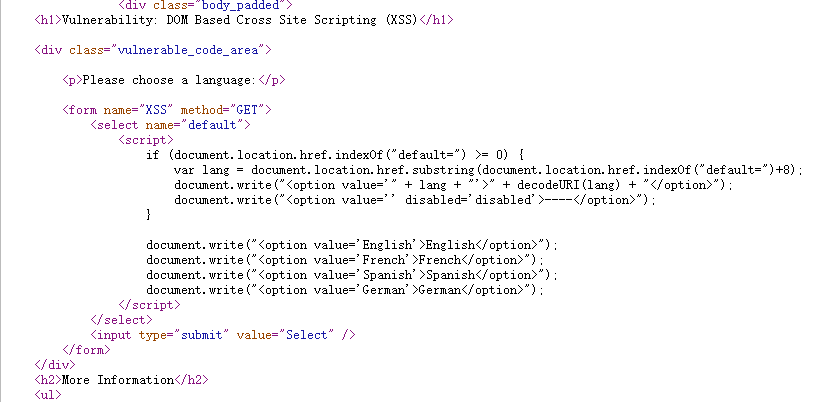 <div class="body_padded">
<h1>Vulnerability: DOM Based Cross Site Scripting (XSS)</h1>
<div class="vulnerable_code_area">
<p>Please choose a language:</p>
<form name="XSS" method="GET">
<select name="default">
<script>
if (document.location.href.indexOf("default=") >= 0) {
var lang = document.location.href.substring(document.location.href.indexOf("default=")+8);
document.write("<option value='" + lang + "'>" + decodeURI(lang) + "</option>");
document.write("<option value='' disabled='disabled'>----</option>");
}
document.write("<option value='English'>English</option>");
document.write("<option value='French'>French</option>");
document.write("<option value='Spanish'>Spanish</option>");
document.write("<option value='German'>German</option>");
</script>
</select>
<input type="submit" value="Select" />
</form>
</div>
<h2>More Information</h2>
<ul>